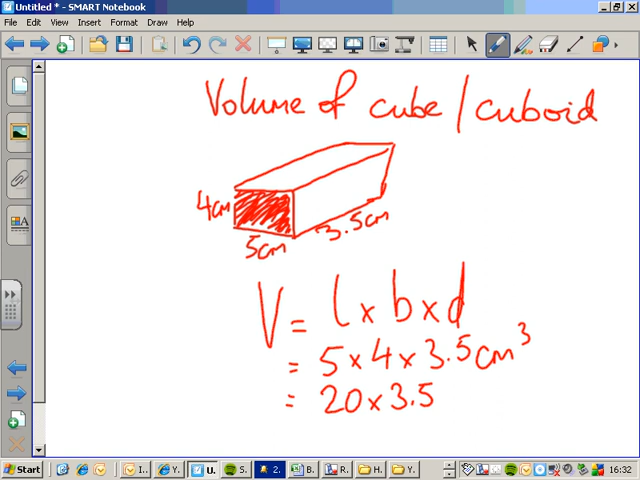 Untitled * - SMART Notebook
File Edit View Insert Format Draw Help
Volume of cube / cuboid
4cm
5cm
3.5cm
V = l x b x d
= 5 x 4 x 3.5 cm³
= 20 x 3.5
Start I... Y... U... S... 2. B... R... H... Y... 16:32